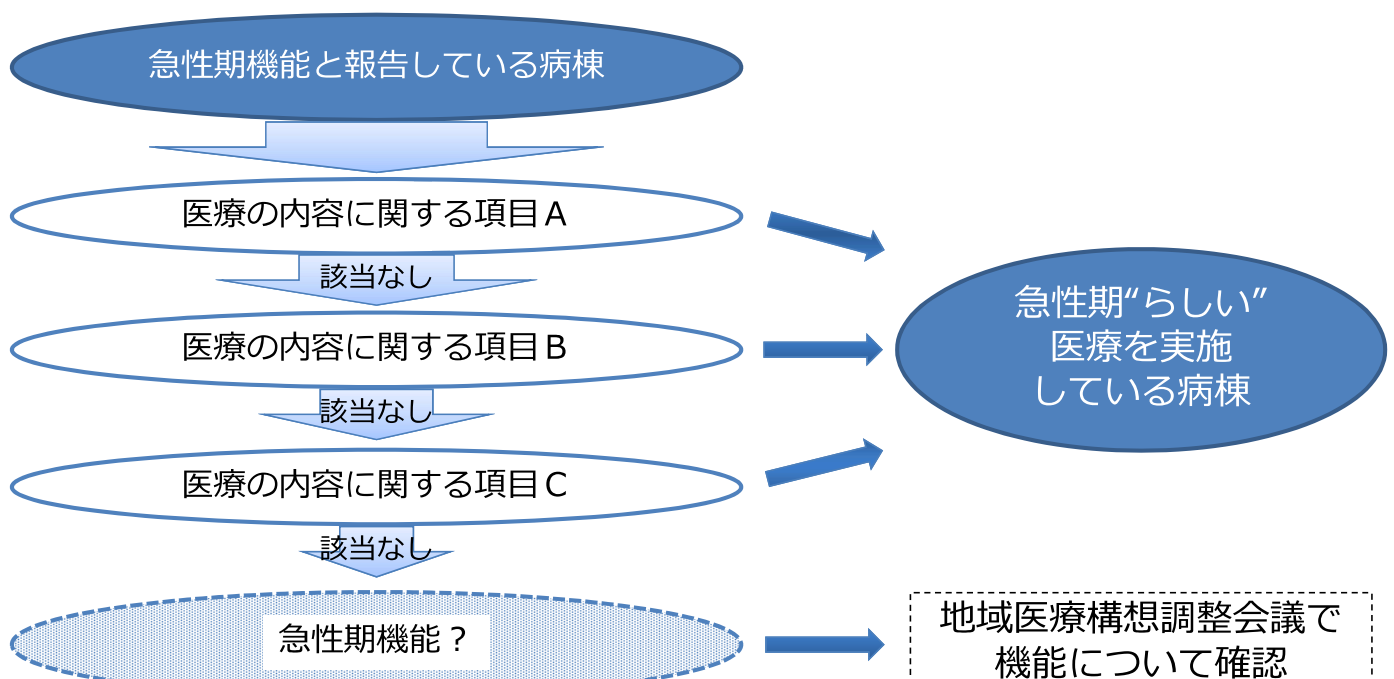 急性期機能と報告している病棟
医療の内容に関する項目A
該当なし
医療の内容に関する項目B
該当なし
医療の内容に関する項目C
該当なし
急性期機能？
急性期“らしい”
医療を実施
している病棟
地域医療構想調整会議で
機能について確認